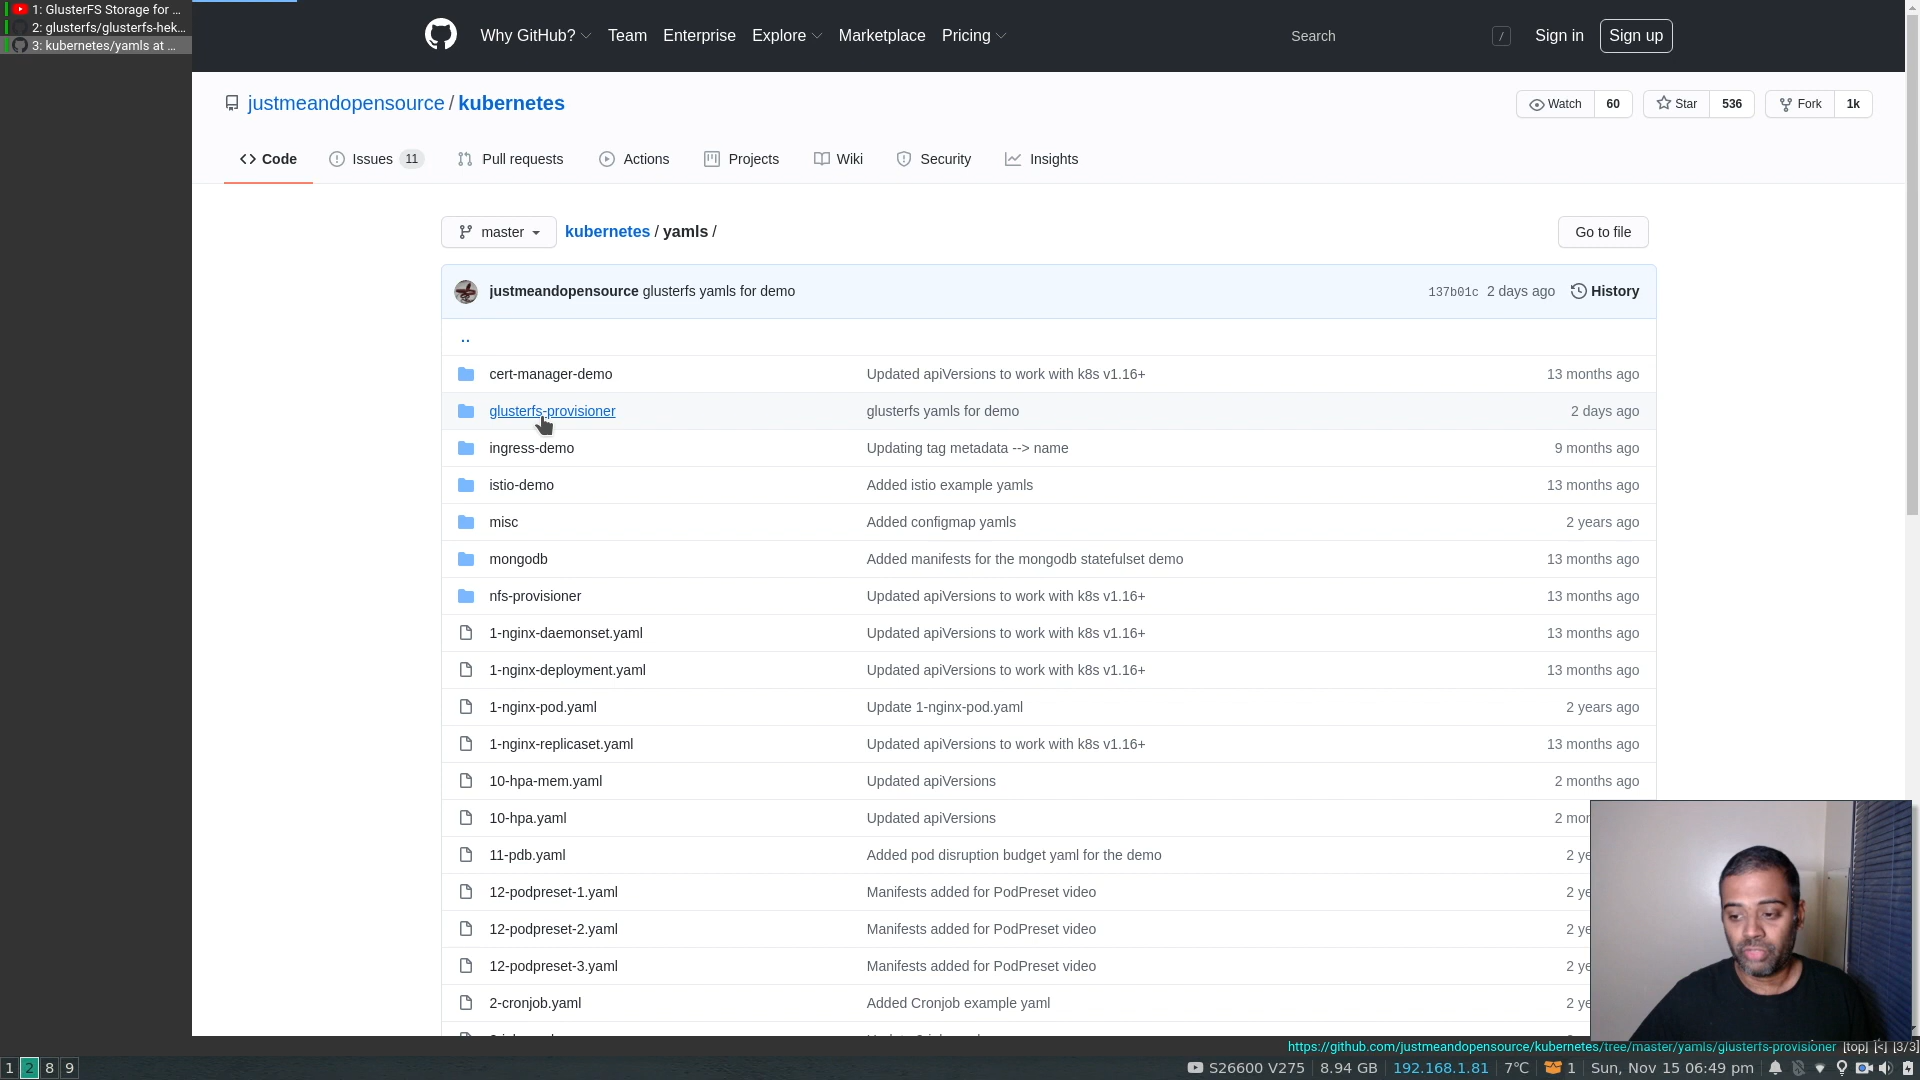 1: GlusterFS Storage for ...
2: glusterfs/glusterfs-hek...
3: kubernetes/yamls at ...
Why GitHub? Team Enterprise Explore Marketplace Pricing
Search / Sign in Sign up
justmeandopensource / kubernetes
Watch 60 Star 536 Fork 1k
Code Issues 11 Pull requests Actions Projects Wiki Security Insights
master kubernetes / yamls / Go to file
justmeandopensource glusterfs yamls for demo 137b01c 2 days ago History
..
cert-manager-demo Updated apiVersions to work with k8s v1.16+ 13 months ago
glusterfs-provisioner glusterfs yamls for demo 2 days ago
ingress-demo Updating tag metadata --> name 9 months ago
istio-demo Added istio example yamls 13 months ago
misc Added configmap yamls 2 years ago
mongodb Added manifests for the mongodb statefulset demo 13 months ago
nfs-provisioner Updated apiVersions to work with k8s v1.16+ 13 months ago
1-nginx-daemonset.yaml Updated apiVersions to work with k8s v1.16+ 13 months ago
1-nginx-deployment.yaml Updated apiVersions to work with k8s v1.16+ 13 months ago
1-nginx-pod.yaml Update 1-nginx-pod.yaml 2 years ago
1-nginx-replicaset.yaml Updated apiVersions to work with k8s v1.16+ 13 months ago
10-hpa-mem.yaml Updated apiVersions 2 months ago
10-hpa.yaml Updated apiVersions 2 mon
11-pdb.yaml Added pod disruption budget yaml for the demo 2 ye
12-podpreset-1.yaml Manifests added for PodPreset video 2 ye
12-podpreset-2.yaml Manifests added for PodPreset video 2 ye
12-podpreset-3.yaml Manifests added for PodPreset video 2 ye
2-cronjob.yaml Added Cronjob example yaml 2 ye
https://github.com/justmeandopensource/kubernetes/tree/master/yamls/glusterfs-provisioner [top] [<] [3/3]
1 2 8 9 S26600 V275 8.94 GB 192.168.1.81 7°C 1 Sun, Nov 15 06:49 pm